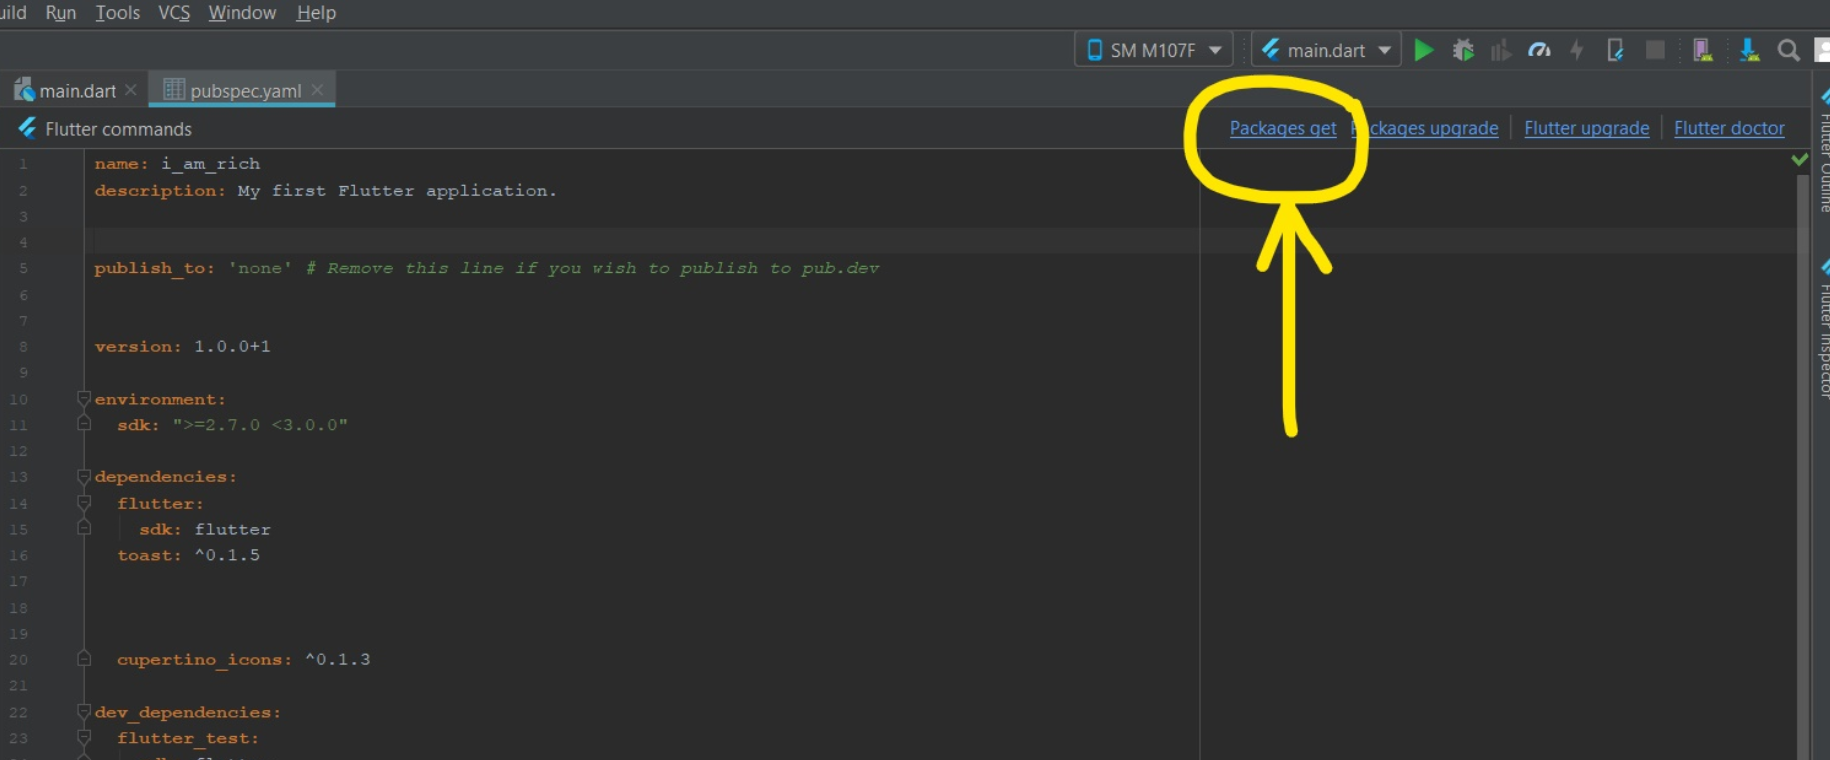 Run Tools VCS Window Help
SM M107F main.dart
main.dart pubspec.yaml
Flutter commands Packages get Packages upgrade Flutter upgrade Flutter doctor
1 name: i_am_rich
2 description: My first Flutter application.
3
4
5 publish_to: 'none' # Remove this line if you wish to publish to pub.dev
6
7
8 version: 1.0.0+1
9
10 environment:
11 sdk: ">=2.7.0 <3.0.0"
12
13 dependencies:
14 flutter:
15 sdk: flutter
16 toast: ^0.1.5
17
18
19
20 cupertino_icons: ^0.1.3
21
22 dev_dependencies:
23 flutter_test:
Flutter Outline
Flutter Inspector